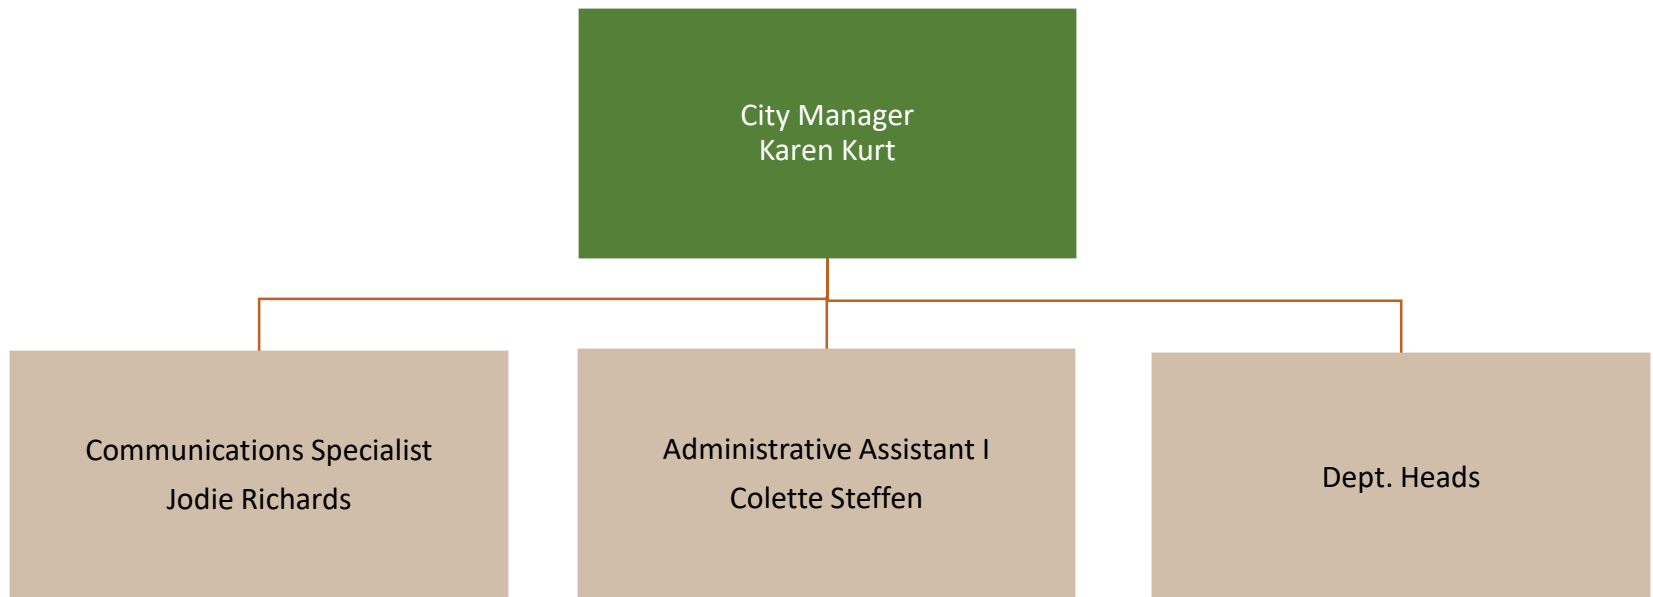 City Manager
Karen Kurt
Communications Specialist
Jodie Richards
Administrative Assistant I
Colette Steffen
Dept. Heads